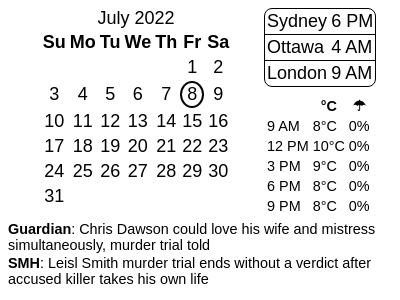 July 2022
Su Mo Tu We Th Fr Sa
1 2
3 4 5 6 7 8 9
10 11 12 13 14 15 16
17 18 19 20 21 22 23
24 25 26 27 28 29 30
31
Sydney 6 PM
Ottawa 4 AM
London 9 AM
°C ☂
9 AM 8°C 0%
12 PM 10°C 0%
3 PM 9°C 0%
6 PM 8°C 0%
9 PM 8°C 0%
Guardian: Chris Dawson could love his wife and mistress
simultaneously, murder trial told
SMH: Leisl Smith murder trial ends without a verdict after
accused killer takes his own life